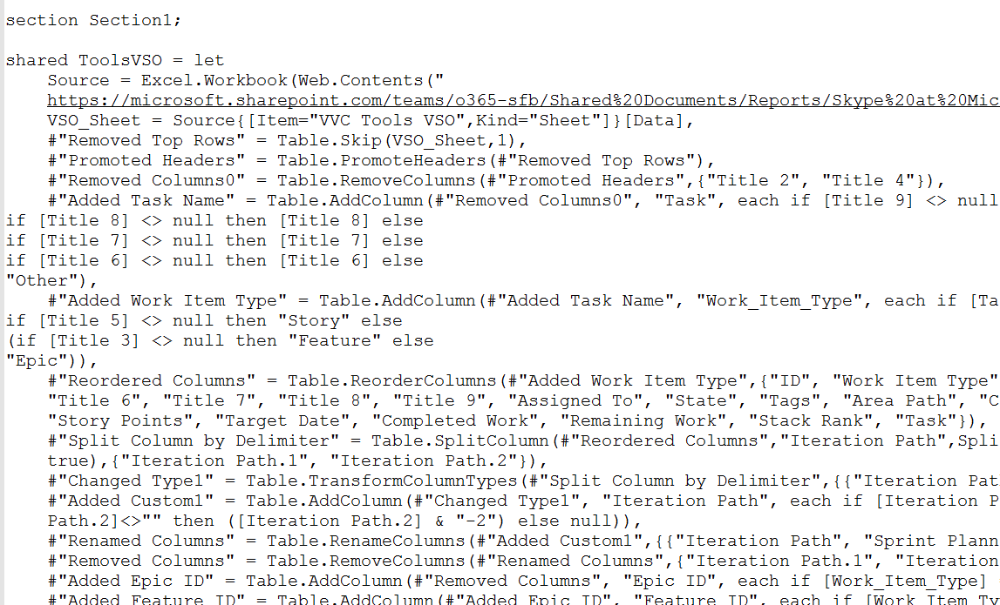 section Section1;
shared ToolsVSO = let
Source = Excel.Workbook(Web.Contents("
https://microsoft.sharepoint.com/teams/o365-sfb/Shared%20Documents/Reports/Skype%20at%20Mic
VSO_Sheet = Source{[Item="VVC Tools VSO",Kind="Sheet"]}[Data],
#"Removed Top Rows" = Table.Skip(VSO_Sheet,1),
#"Promoted Headers" = Table.PromoteHeaders(#"Removed Top Rows"),
#"Removed Columns0" = Table.RemoveColumns(#"Promoted Headers",{"Title 2", "Title 4"}),
#"Added Task Name" = Table.AddColumn(#"Removed Columns0", "Task", each if [Title 9] <> null
if [Title 8] <> null then [Title 8] else
if [Title 7] <> null then [Title 7] else
if [Title 6] <> null then [Title 6] else
"Other"),
#"Added Work Item Type" = Table.AddColumn(#"Added Task Name", "Work_Item_Type", each if [Ta
if [Title 5] <> null then "Story" else
(if [Title 3] <> null then "Feature" else
"Epic")),
#"Reordered Columns" = Table.ReorderColumns(#"Added Work Item Type",{"ID", "Work Item Type"
"Title 6", "Title 7", "Title 8", "Title 9", "Assigned To", "State", "Tags", "Area Path", "C
"Story Points", "Target Date", "Completed Work", "Remaining Work", "Stack Rank", "Task"}),
#"Split Column by Delimiter" = Table.SplitColumn(#"Reordered Columns","Iteration Path",Spli
true),{"Iteration Path.1", "Iteration Path.2"}),
#"Changed Type1" = Table.TransformColumnTypes(#"Split Column by Delimiter",{{"Iteration Pat
#"Added Custom1" = Table.AddColumn(#"Changed Type1", "Iteration Path", each if [Iteration P
Path.2]<>"" then ([Iteration Path.2] & "-2") else null)),
#"Renamed Columns" = Table.RenameColumns(#"Added Custom1",{{"Iteration Path", "Sprint Plann
#"Removed Columns" = Table.RemoveColumns(#"Renamed Columns",{"Iteration Path.1", "Iteration
#"Added Epic ID" = Table.AddColumn(#"Removed Columns", "Epic ID", each if [Work_Item_Type]
#"Added Feature ID" = Table.AddColumn(#"Added Epic ID", "Feature ID", each if [Work_Item_Ty